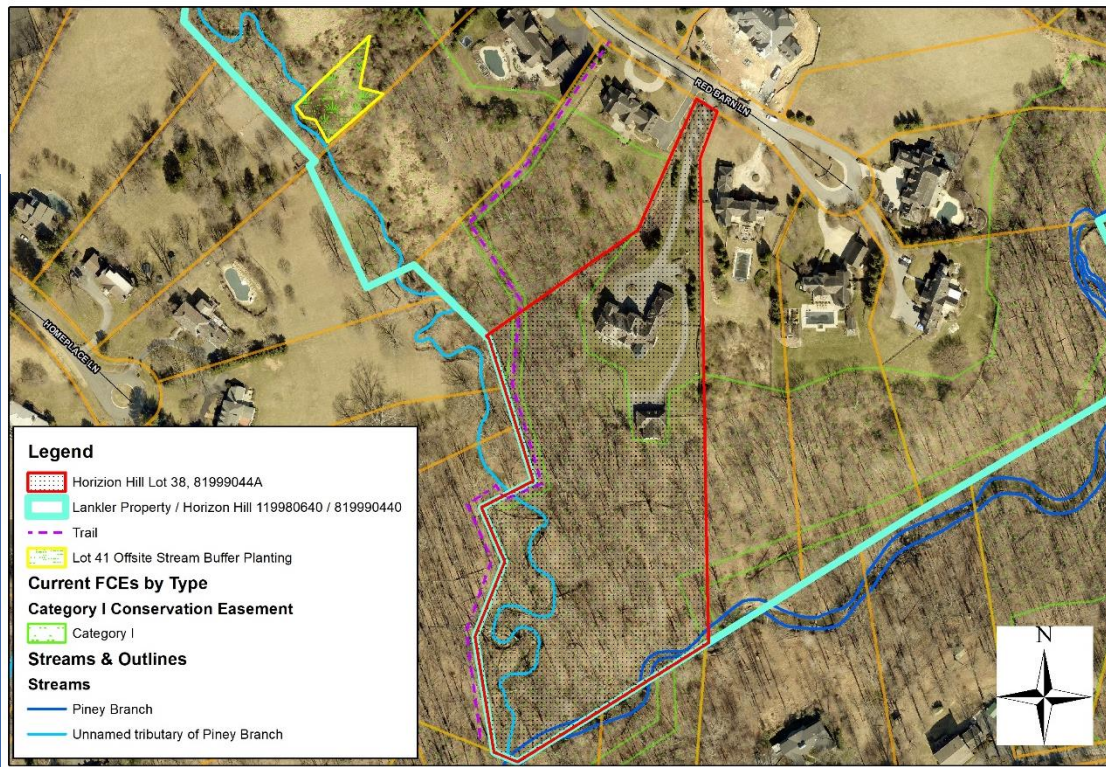 RED BARN LN
HOMEPLACE LN
Legend
Horizion Hill Lot 38, 81999044A
Lankler Property / Horizon Hill 119980640 / 819990440
Trail
Lot 41 Offsite Stream Buffer Planting
Current FCEs by Type
Category I Conservation Easement
Category I
Streams & Outlines
Streams
Piney Branch
Unnamed tributary of Piney Branch
N